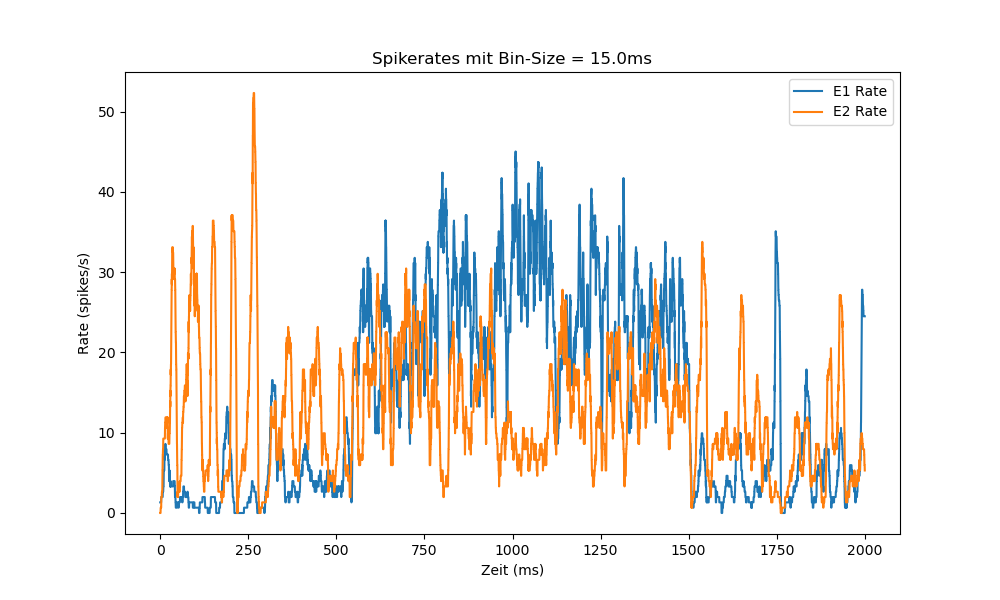 Spikerates mit Bin-Size = 15.0ms
E1 Rate
E2 Rate
50
40
30
20
10
0
Rate (spikes/s)
0 250 500 750 1000 1250 1500 1750 2000
Zeit (ms)